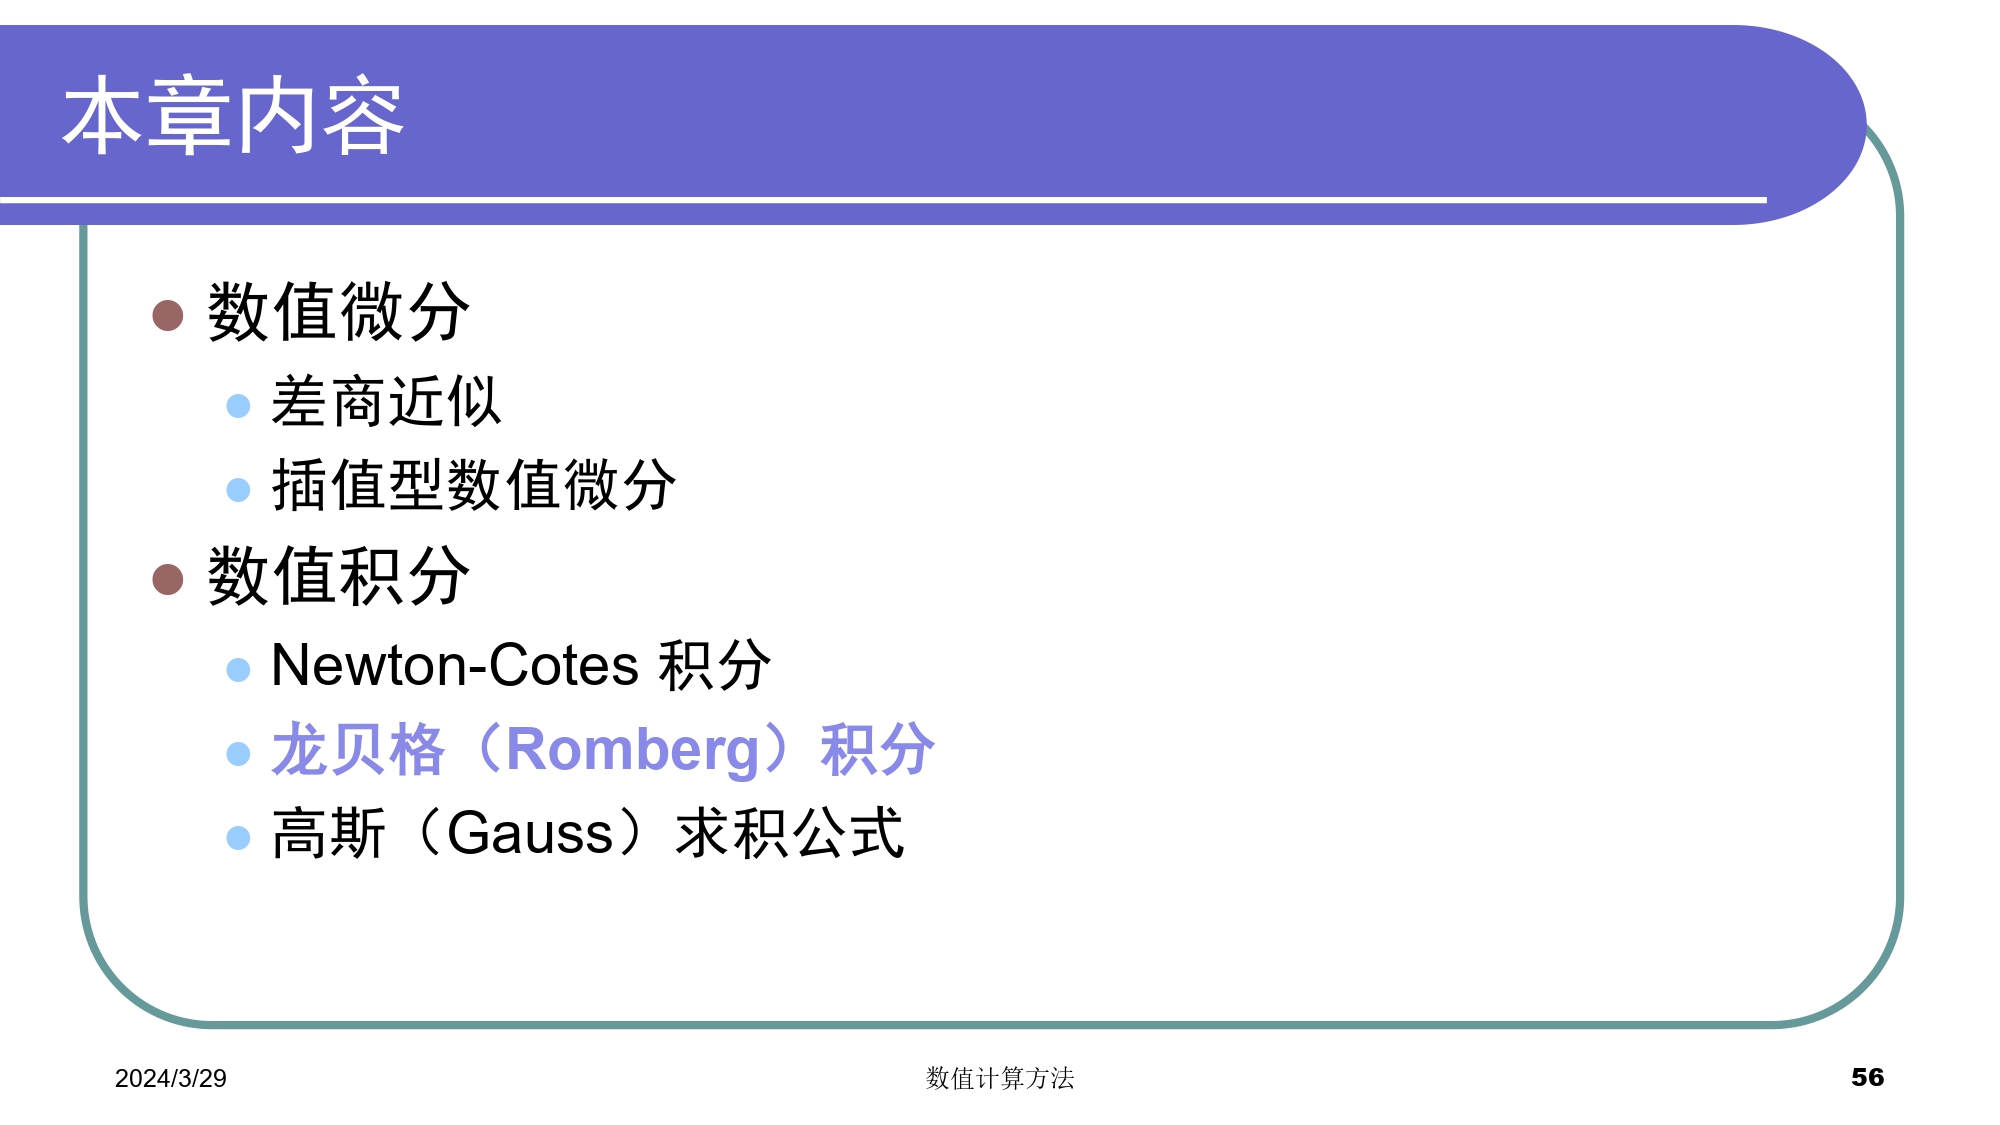 本章内容
数值微分
差商近似
插值型数值微分
数值积分
Newton-Cotes 积分
龙贝格（Romberg）积分
高斯（Gauss）求积公式
2024/3/29
数值计算方法
56